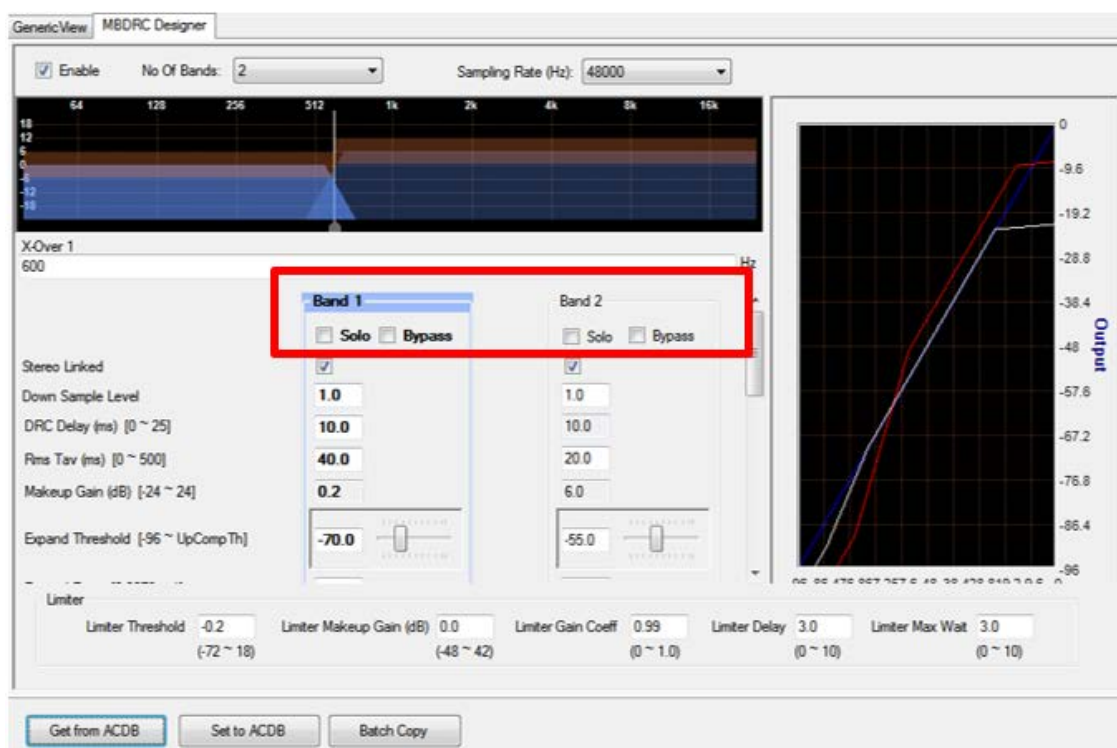 GenericView MBDRC Designer
Enable No Of Bands: 2 Sampling Rate (Hz): 48000
64 128 256 512 1k 2k 4k 8k 16k
18
12
6
0
-6
-12
-18
0
-9.6
-19.2
-28.8
-38.4
-48
-57.6
-67.2
-76.8
-86.4
-96
Output
X-Over 1
600 Hz
Band 1 Band 2
Solo Bypass Solo Bypass
Stereo Linked
Down Sample Level 1.0 1.0
DRC Delay (ms) [0 ~ 25] 10.0 10.0
Rms Tav (ms) [0 ~ 500] 40.0 20.0
Makeup Gain (dB) [-24 ~ 24] 0.2 6.0
Expand Threshold [-96 ~ UpCompTh] -70.0 -55.0
Limiter
Limiter Threshold -0.2 Limiter Makeup Gain (dB) 0.0 Limiter Gain Coeff 0.99 Limiter Delay 3.0 Limiter Max Wait 3.0
(-72 ~ 18) (-48 ~ 42) (0 ~ 1.0) (0 ~ 10) (0 ~ 10)
Get from ACDB Set to ACDB Batch Copy